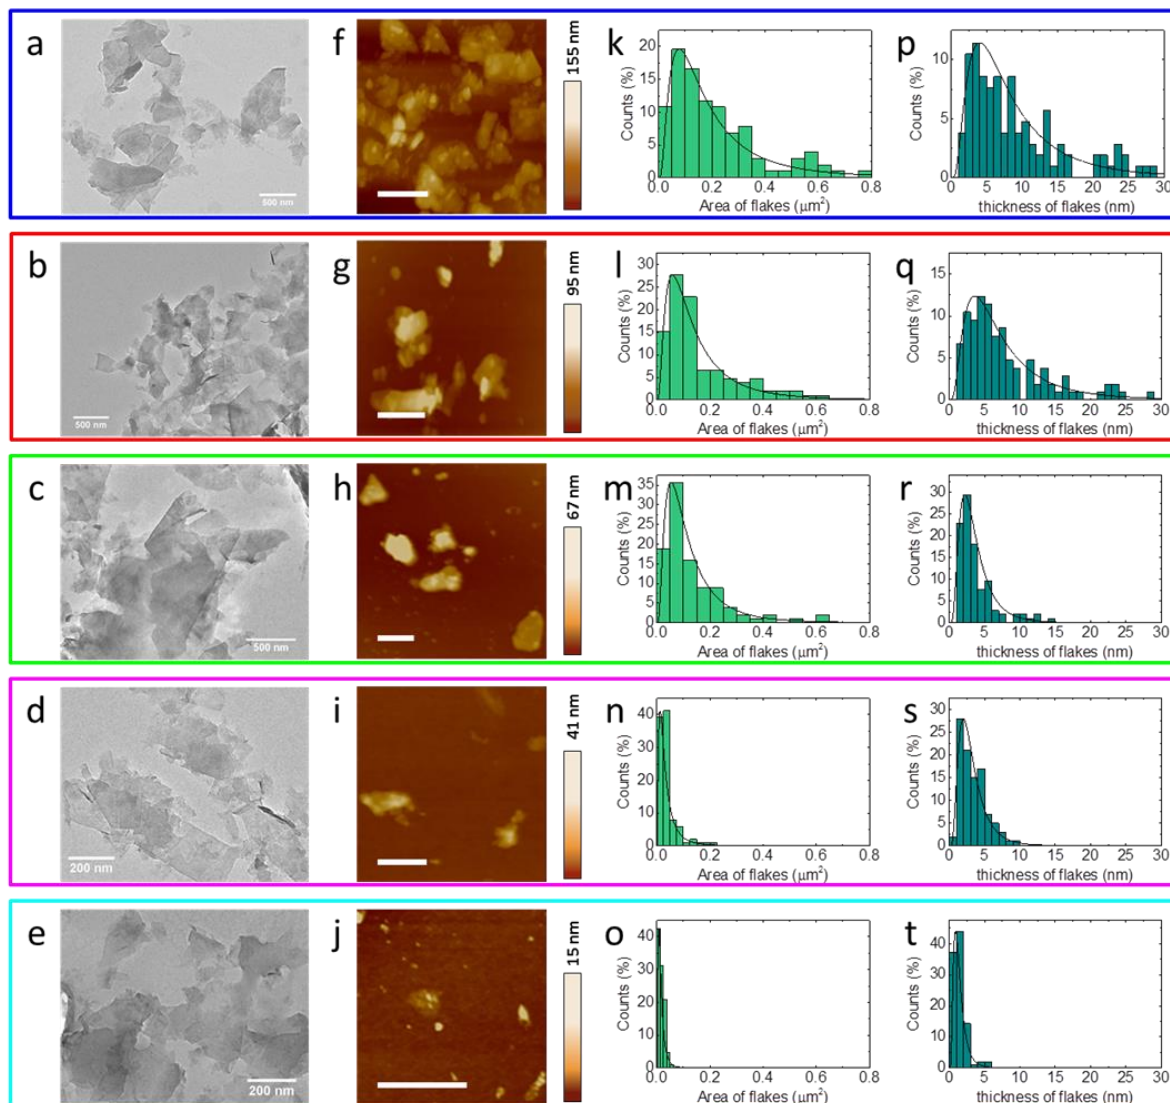 a
500 nm
f
155 nm
k
Counts (%)
20
15
10
5
0
0.0 0.2 0.4 0.6 0.8
Area of flakes (μm²)
p
Counts (%)
10
5
0
0 5 10 15 20 25 30
thickness of flakes (nm)
b
500 nm
g
95 nm
l
Counts (%)
30
25
20
15
10
5
0
0.0 0.2 0.4 0.6 0.8
Area of flakes (μm²)
q
Counts (%)
15
10
5
0
0 5 10 15 20 25 30
thickness of flakes (nm)
c
500 nm
h
67 nm
m
Counts (%)
35
30
25
20
15
10
5
0
0.0 0.2 0.4 0.6 0.8
Area of flakes (μm²)
r
Counts (%)
30
25
20
15
10
5
0
0 5 10 15 20 25 30
thickness of flakes (nm)
d
200 nm
i
41 nm
n
Counts (%)
40
30
20
10
0
0.0 0.2 0.4 0.6 0.8
Area of flakes (μm²)
s
Counts (%)
30
25
20
15
10
5
0
0 5 10 15 20 25 30
thickness of flakes (nm)
e
200 nm
j
15 nm
o
Counts (%)
40
30
20
10
0
0.0 0.2 0.4 0.6 0.8
Area of flakes (μm²)
t
Counts (%)
40
30
20
10
0
0 5 10 15 20 25 30
thickness of flakes (nm)